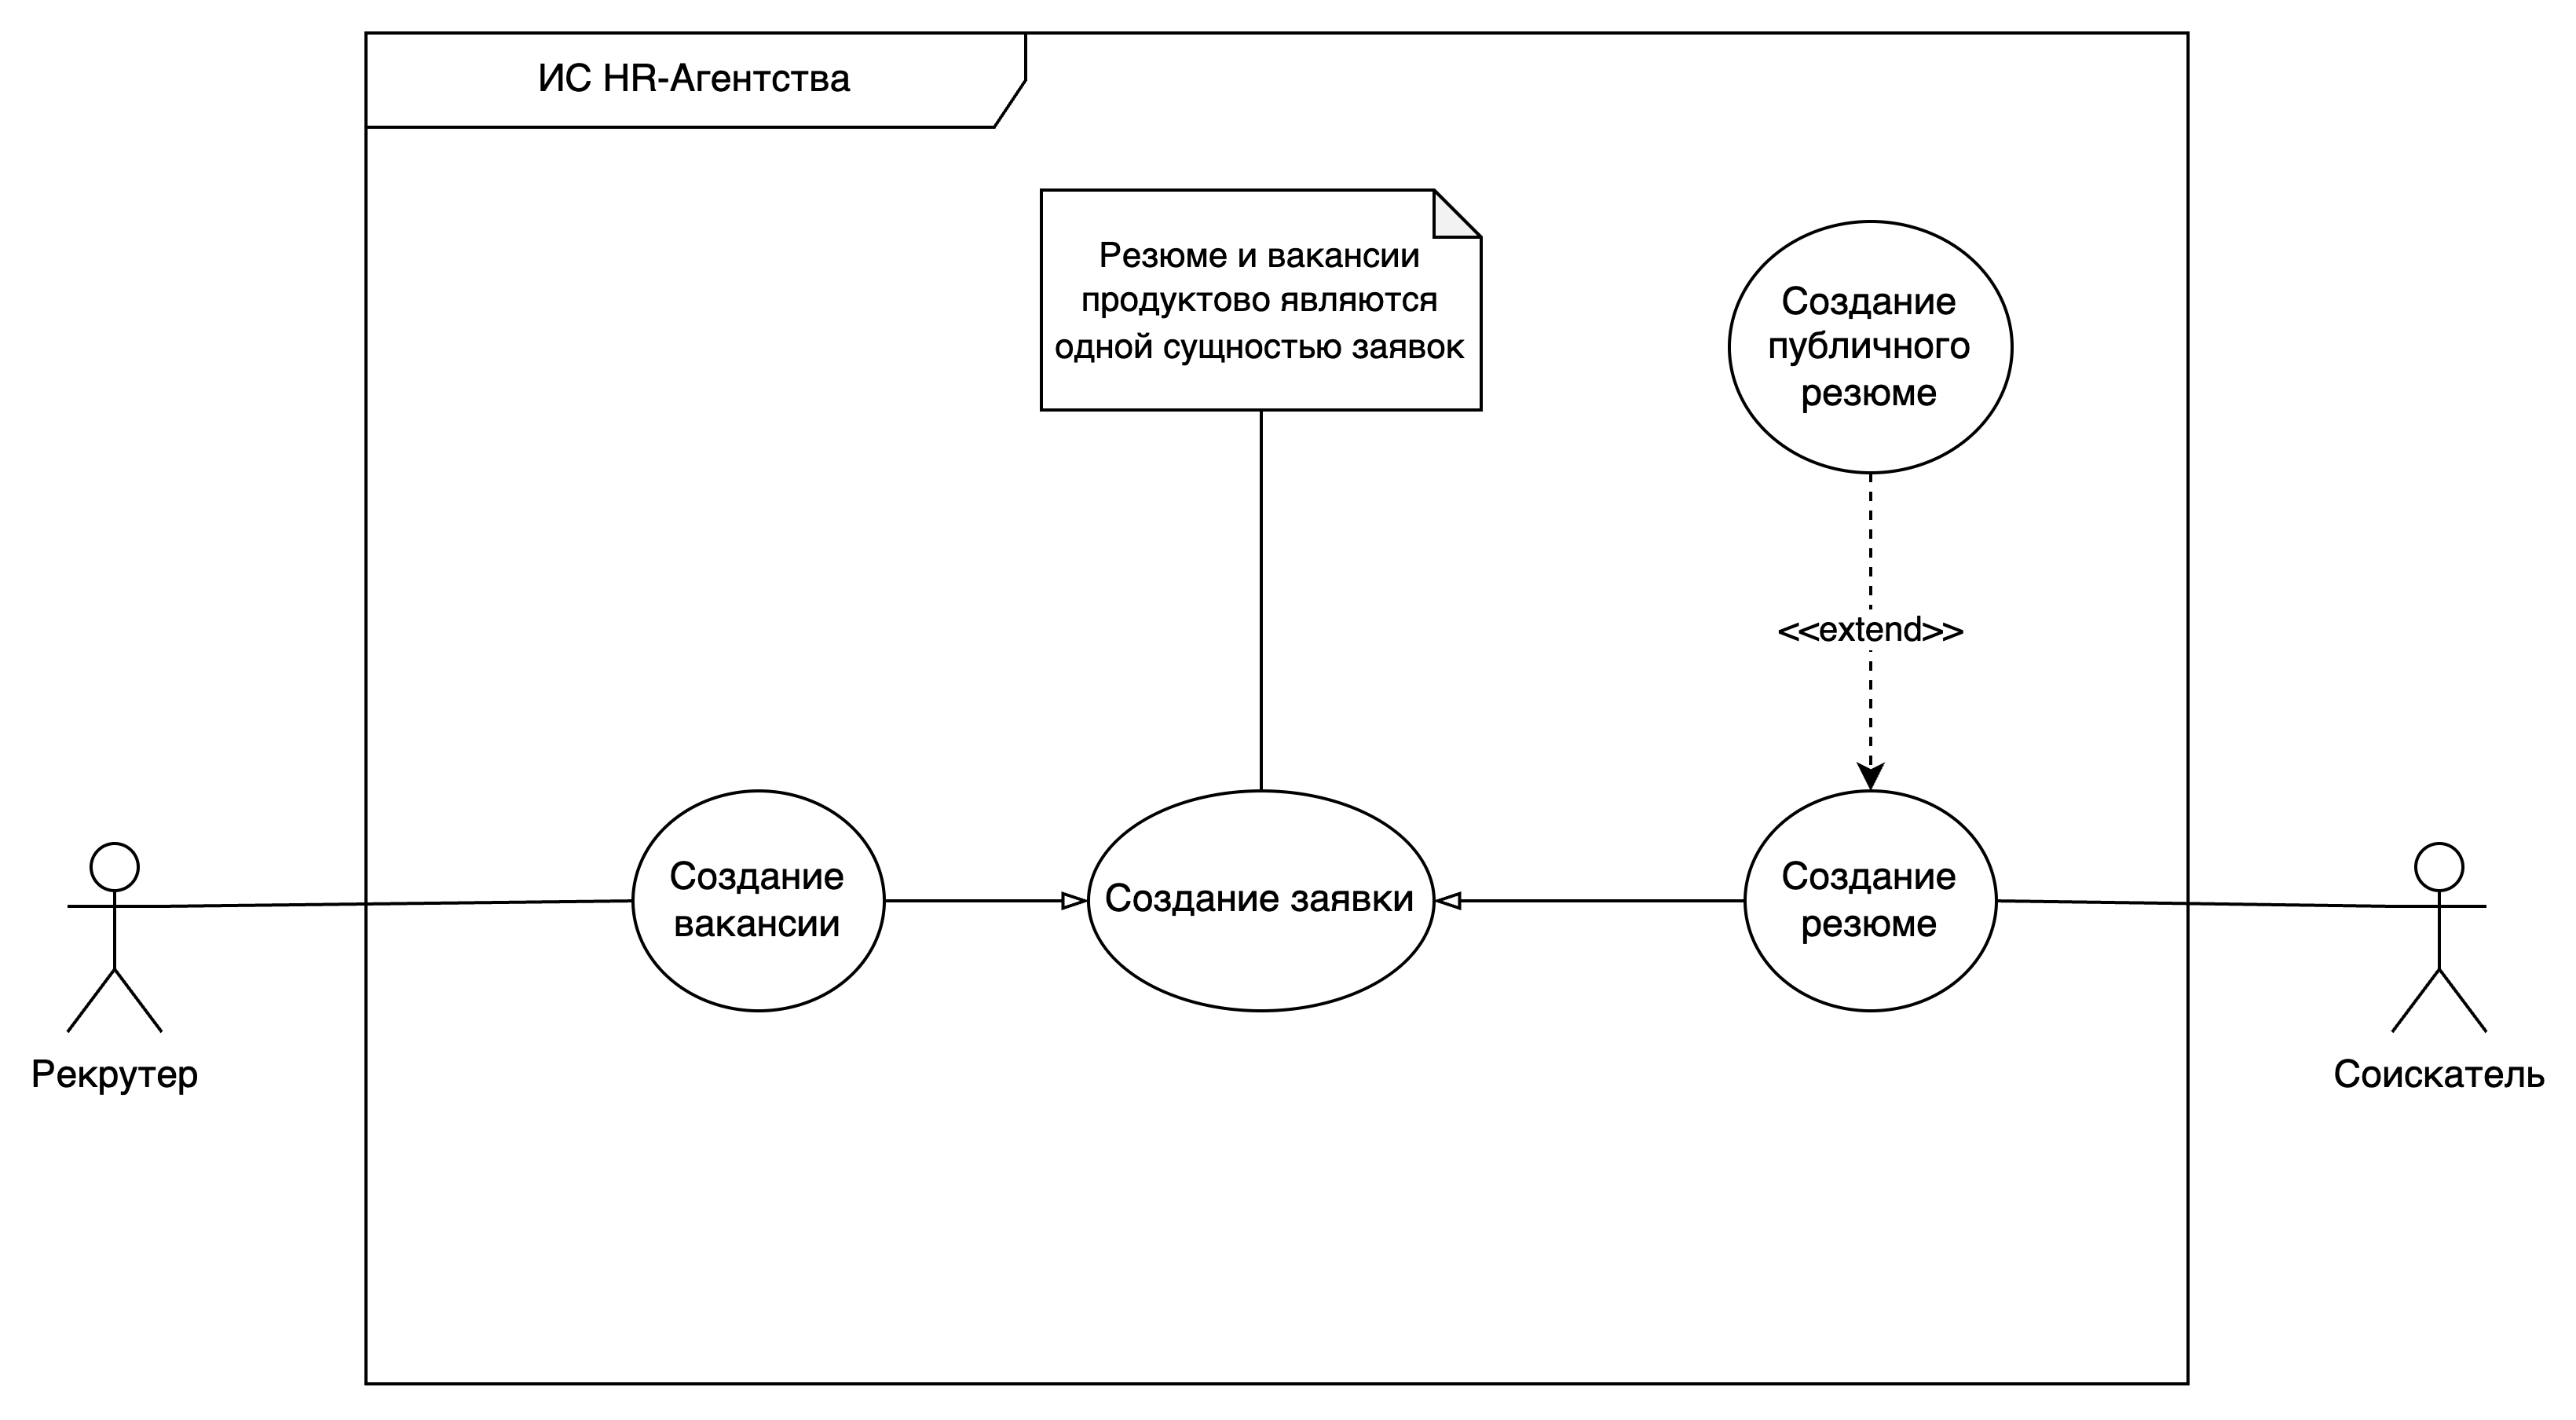 ИС HR-Агентства
Резюме и вакансии
продуктово являются
одной сущностью заявок
Создание
публичного
резюме
<<extend>>
Создание
вакансии
Создание заявки
Создание
резюме
Рекрутер
Соискатель